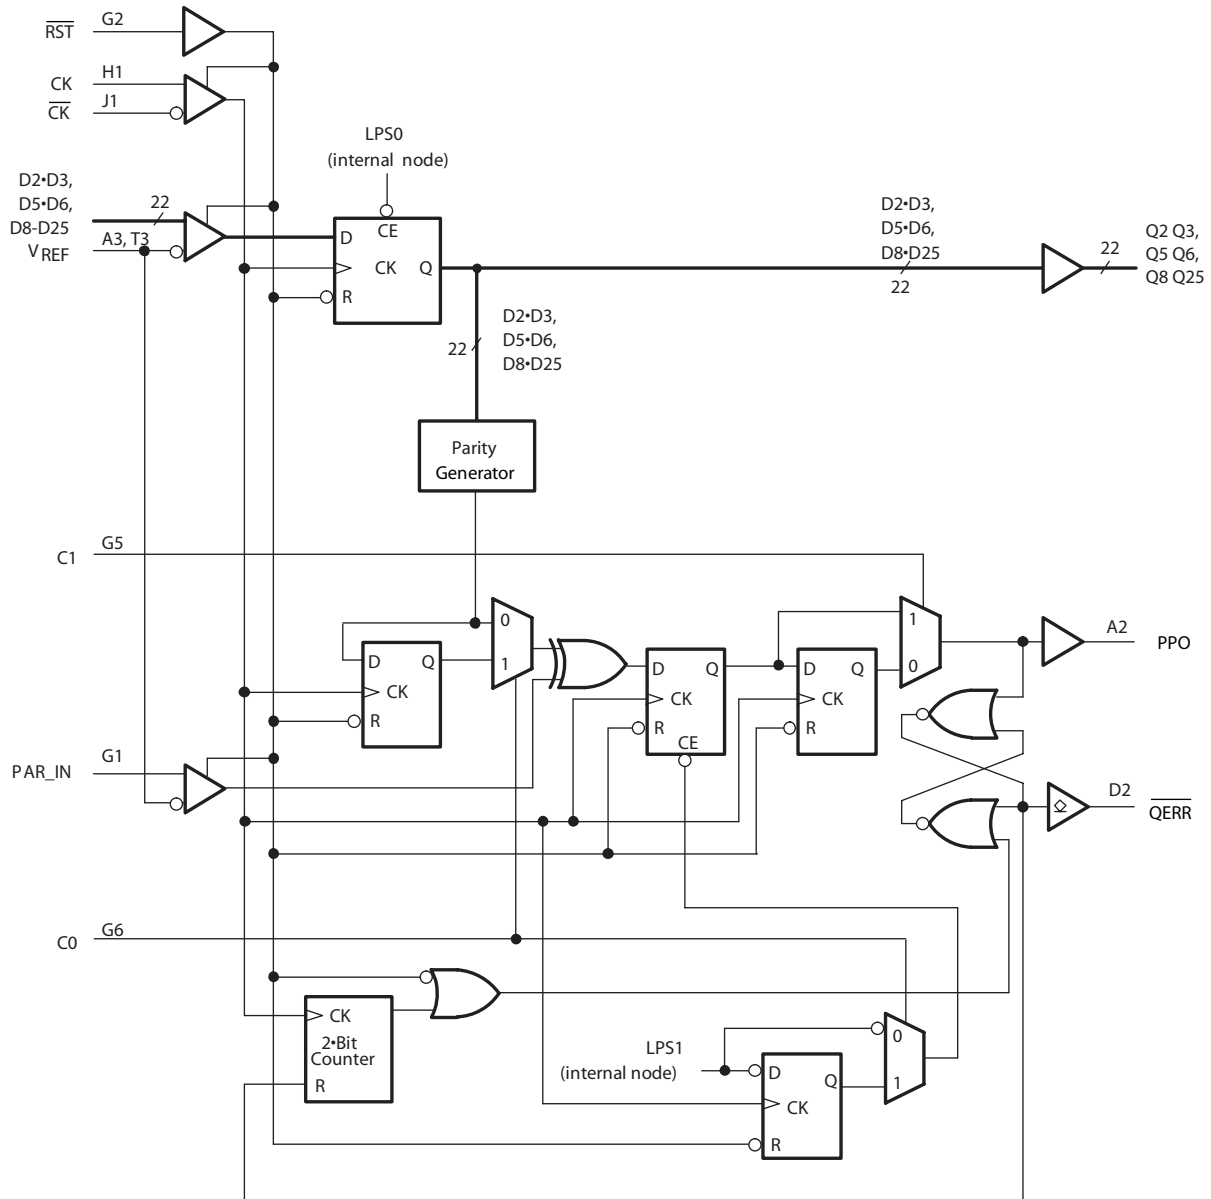 RST
G2
CK
H1
CK
J1
LPS0
(internal node)
D2•D3,
D5•D6,
D8-D25
22
VREF
A3, T3
D
CE
CK
Q
R
D2•D3,
D5•D6,
D8•D25
22
22
Q2 Q3,
Q5 Q6,
Q8 Q25
22
D2•D3,
D5•D6,
D8•D25
Parity
Generator
C1
G5
0
1
D
Q
CK
R
D
Q
CK
R
CE
D
Q
CK
R
1
0
A2
PPO
PAR_IN
G1
D2
QERR
C0
G6
CK
2•Bit
Counter
R
LPS1
(internal node)
D
Q
CK
R
0
1